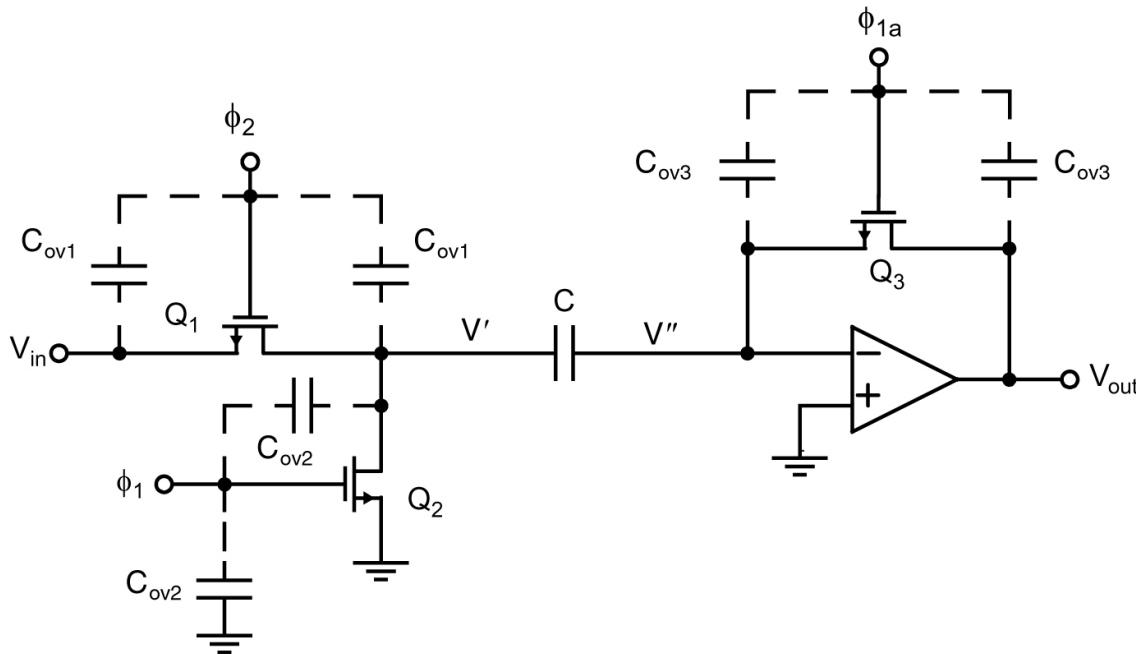 ϕ1a
ϕ2
Cov3
Cov3
Cov1
Cov1
Q3
Q1
C
Vin
V'
V"
−
+
Vout
Cov2
ϕ1
Q2
Cov2